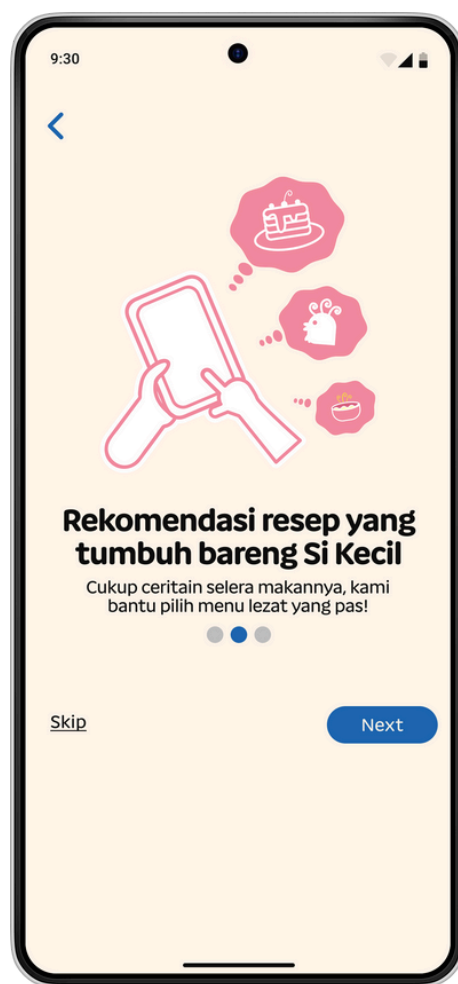 9:30
Rekomendasi resep yang
tumbuh bareng Si Kecil
Cukup ceritain selera makannya, kami
bantu pilih menu lezat yang pas!
Skip
Next